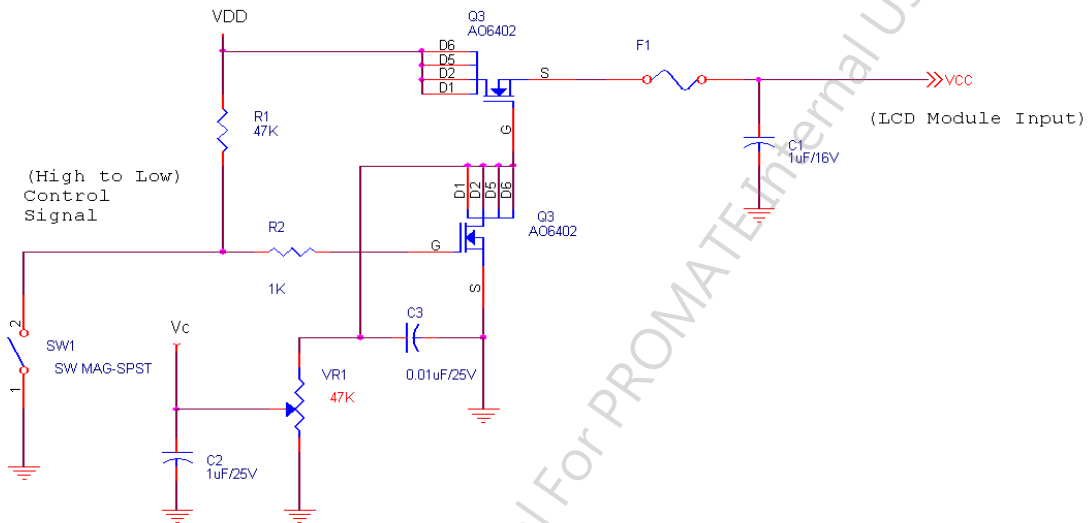 VDD
Q3
AO6402
D6
D5
D2
D1
S
G
F1
VCC
(LCD Module Input)
C1
1uF/16V
R1
47K
(High to Low)
Control
Signal
D1
D2
D5
D6
Q3
AO6402
R2
1K
G
S
C3
0.01uF/25V
2
SW1
SW MAG-SPST
1
Vc
VR1
47K
C2
1uF/25V
l For PROMATE Internal Us